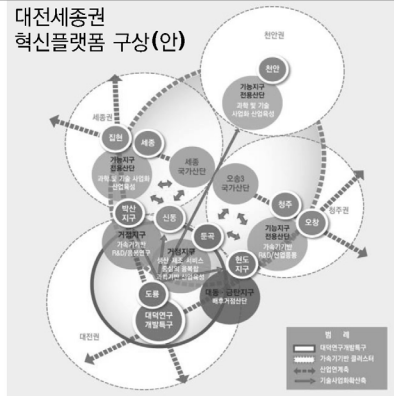 대전세종권
혁신플랫폼 구상(안)
천안권
천안
기능지구
전용산단
과학 및 기술
사업화 산업육성
세종권
집현
세종
기능지구
전용산단
과학 및 기술 사업화
산업육성
세종
국가산단
오송3
국가산단
청주
오창
청주권
박산
지구
신동
둔곡
기능지구
전용산단
가속기기반
R&D/산업증풍
거점지구
가속기기반
거점지구
현도
지구
대동·금탄지구
배후거점산단
도룡
대덕연구
개발특구
대전권
범 례
대덕연구개발특구
가속기기반 클러스터
산업연계축
기술사업화확산축